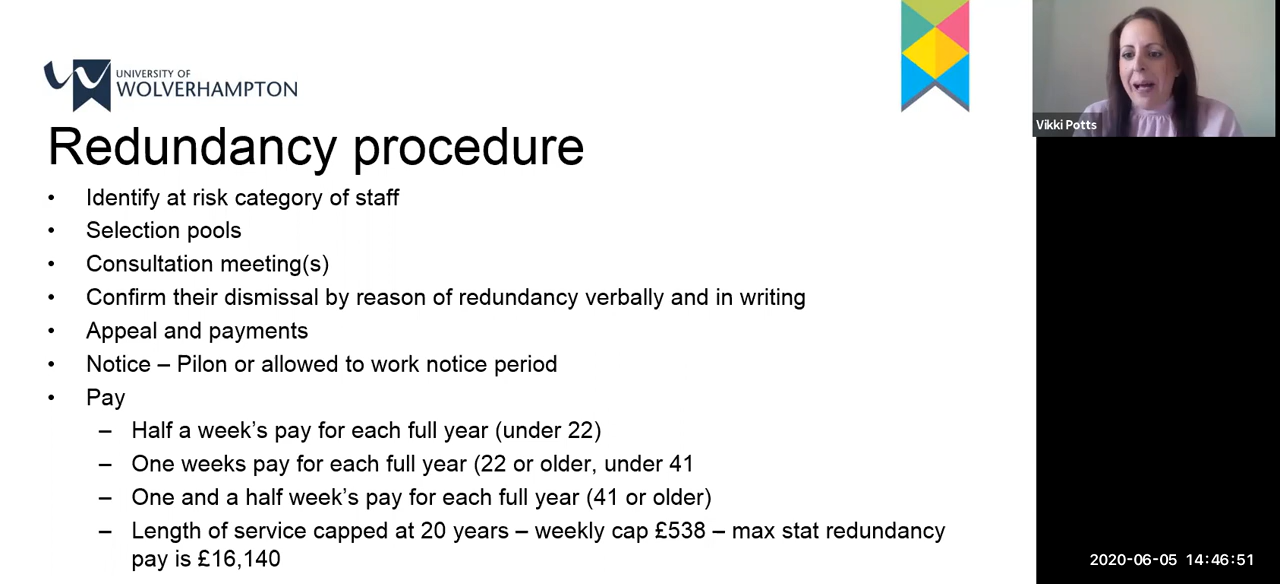 UNIVERSITY OF
WOLVERHAMPTON
Redundancy procedure
• Identify at risk category of staff
• Selection pools
• Consultation meeting(s)
• Confirm their dismissal by reason of redundancy verbally and in writing
• Appeal and payments
• Notice – Pilon or allowed to work notice period
• Pay
– Half a week’s pay for each full year (under 22)
– One weeks pay for each full year (22 or older, under 41
– One and a half week’s pay for each full year (41 or older)
– Length of service capped at 20 years – weekly cap £538 – max stat redundancy
pay is £16,140
Vikki Potts
2020-06-05 14:46:51